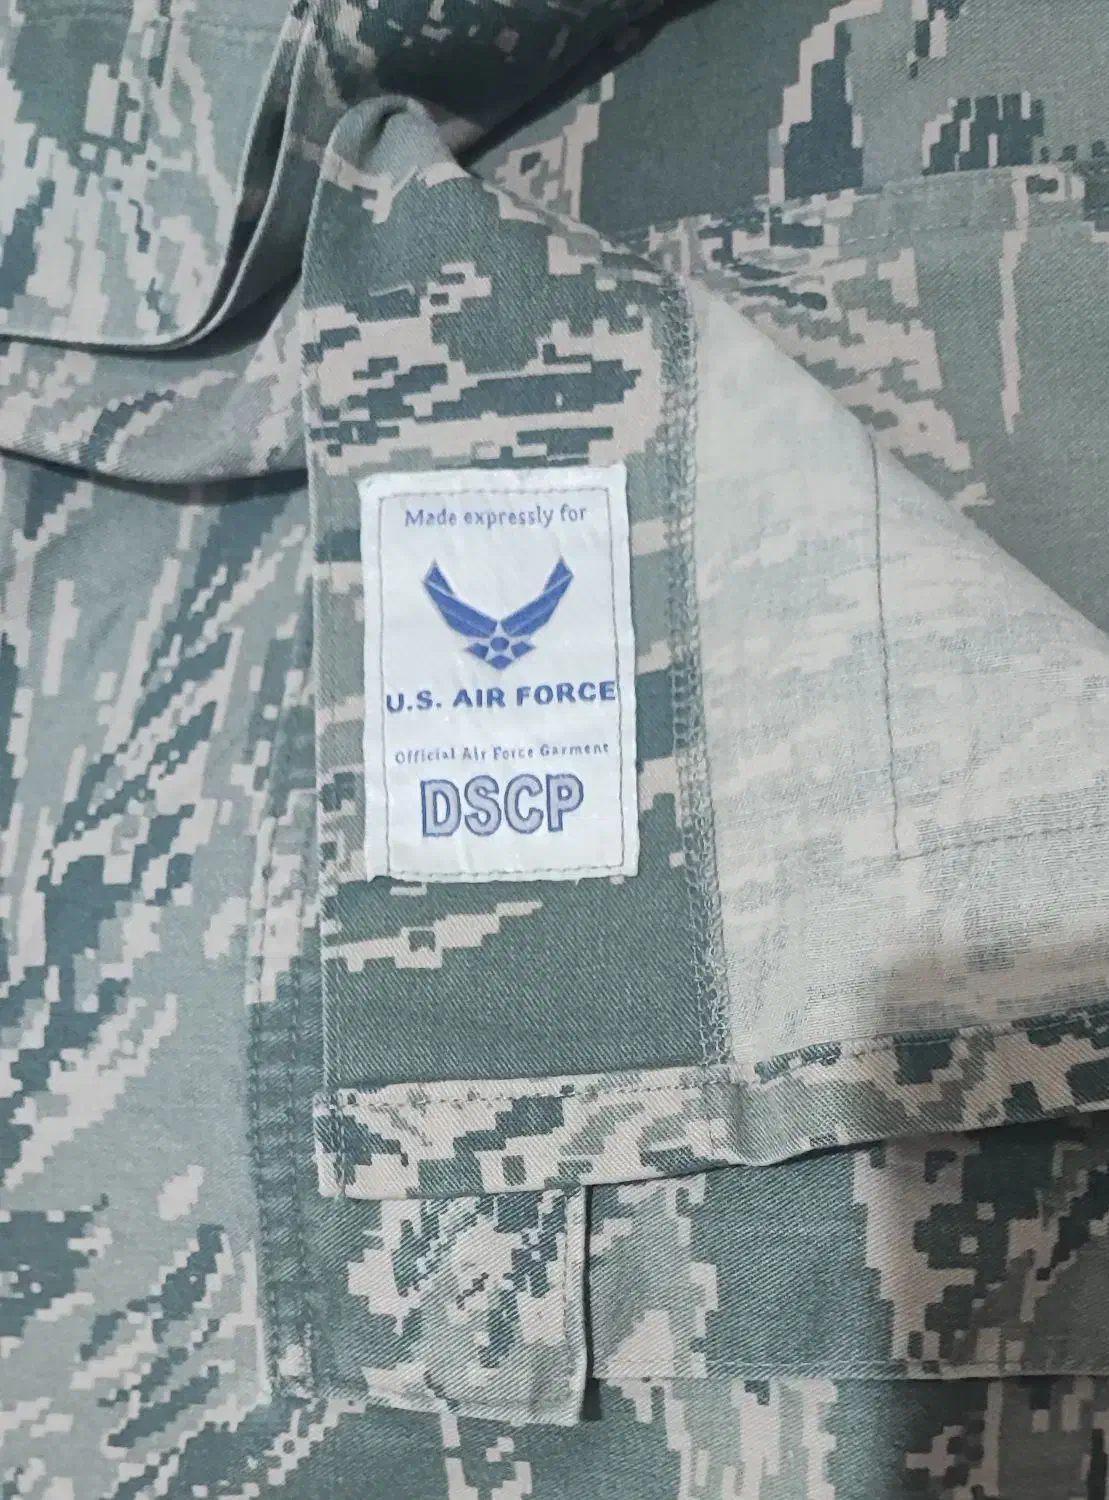 Made expressly for
U.S. AIR FORCE
Official Air Force Garment
DSCP